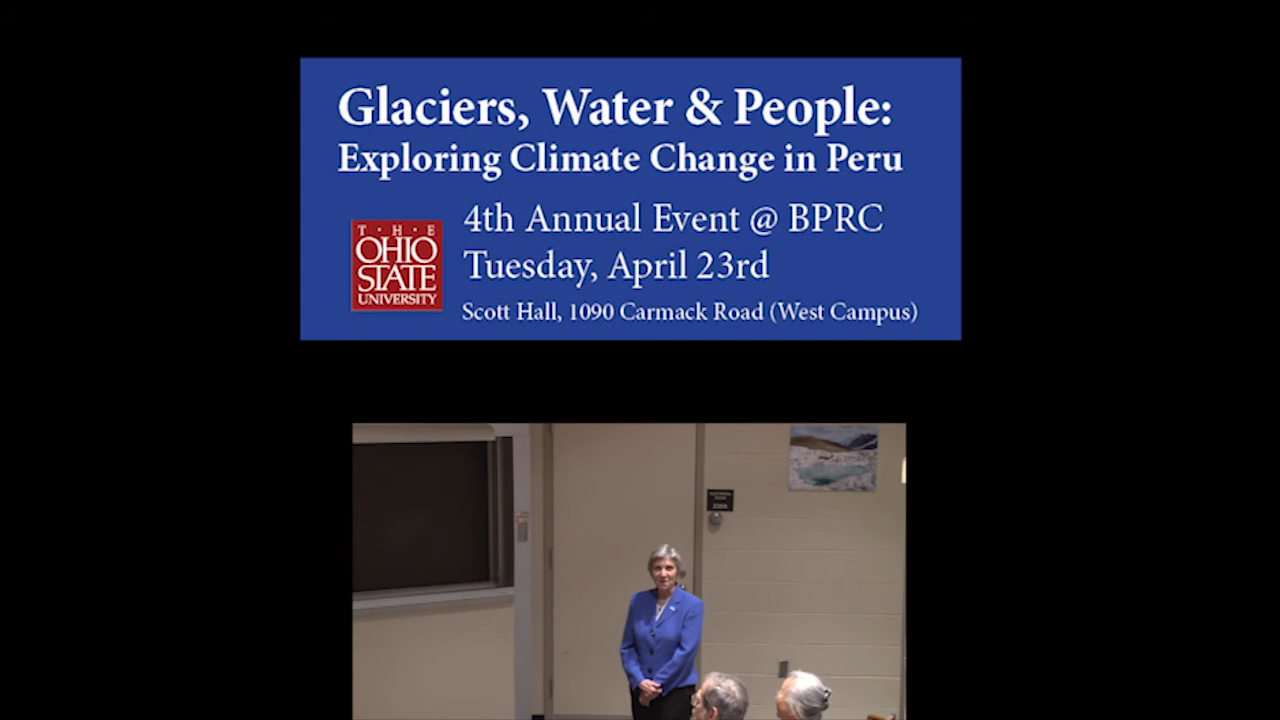 Glaciers, Water & People:
Exploring Climate Change in Peru
4th Annual Event @ BPRC
Tuesday, April 23rd
Scott Hall, 1090 Carmack Road (West Campus)
T·H·E
OHIO
STATE
UNIVERSITY